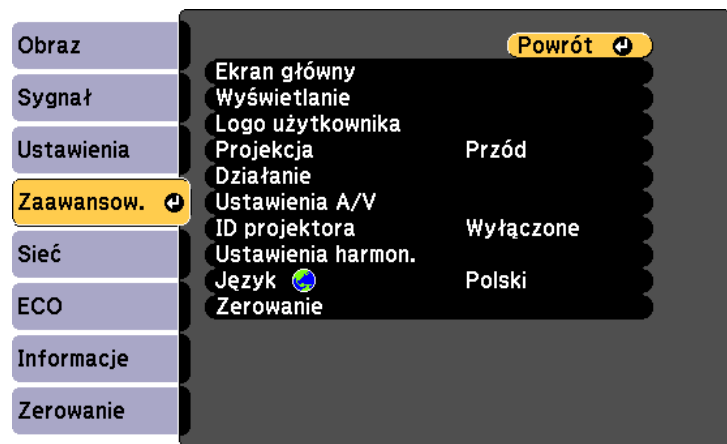 Obraz
Sygnał
Ustawienia
Zaawansow.
Sieć
ECO
Informacje
Zerowanie
Powrót
Ekran główny
Wyświetlanie
Logo użytkownika
Projekcja Przód
Działanie
Ustawienia A/V
ID projektora Wyłączone
Ustawienia harmon.
Język Polski
Zerowanie